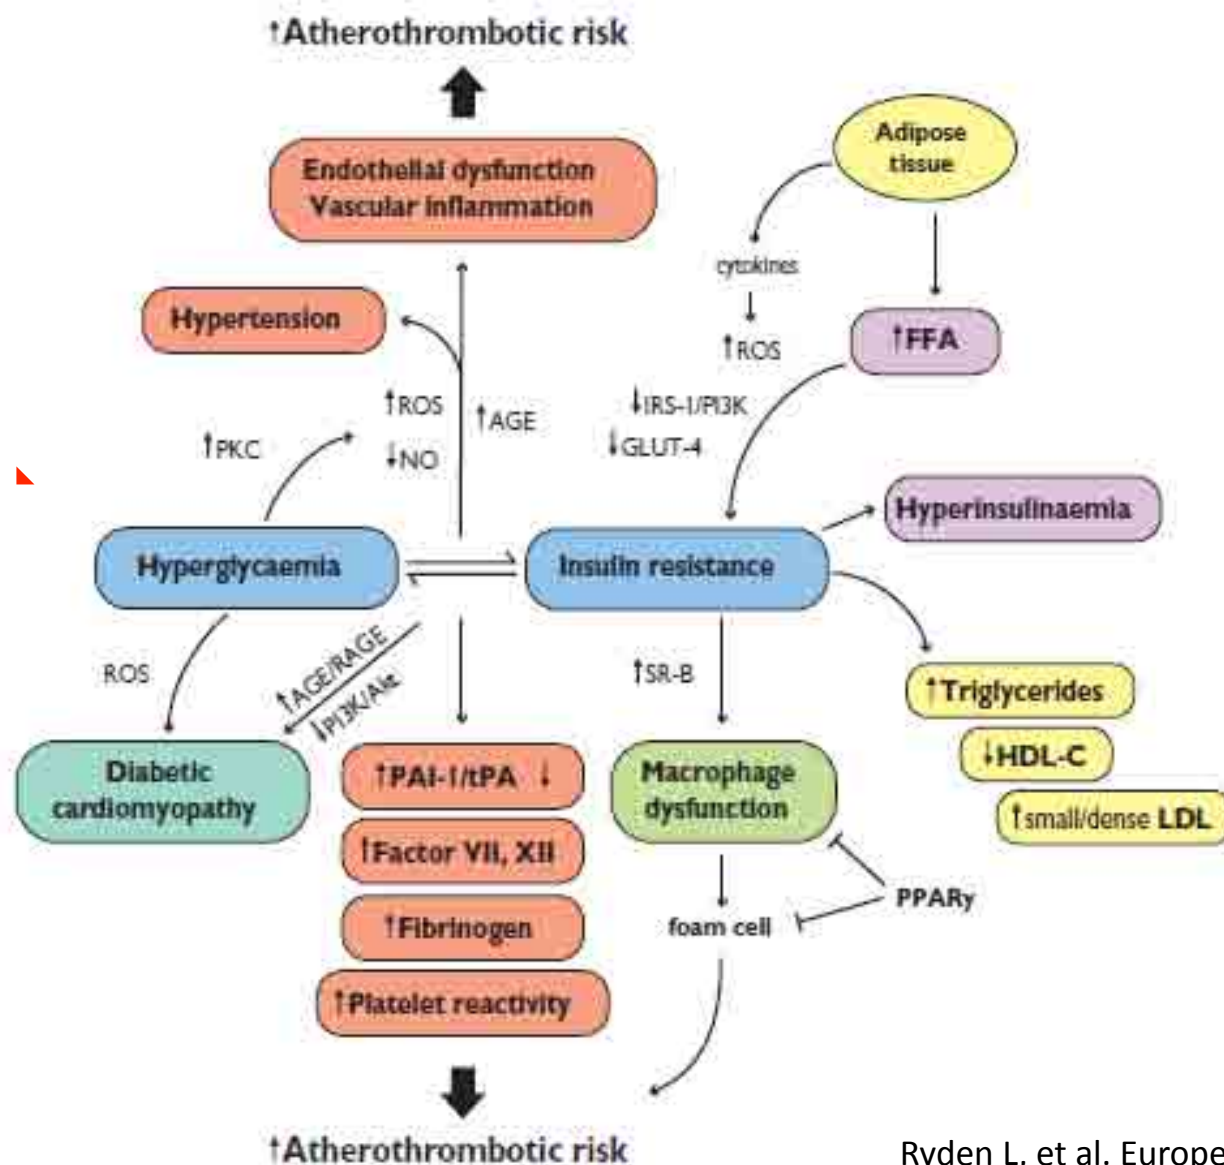 ↑Atherothrombotic risk
Endothelial dysfunction
Vascular inflammation
Adipose
tissue
cytokines
↑ROS
↑FFA
Hypertension
↑ROS
↓NO
↑AGE
↑PKC
↓IRS-1/PI3K
↓GLUT-4
Hyperinsulinaemia
Hyperglycaemia
Insulin resistance
ROS
↑AGE/RAGE
↓PI3K/Akt
↑SR-B
↑Triglycerides
↓HDL-C
↑small/dense LDL
Diabetic
cardiomyopathy
↑PAI-1/tPA ↓
↑Factor VII, XII
↑Fibrinogen
↑Platelet reactivity
Macrophage
dysfunction
foam cell
PPARγ
↑Atherothrombotic risk
Ryden L. et al. Europe